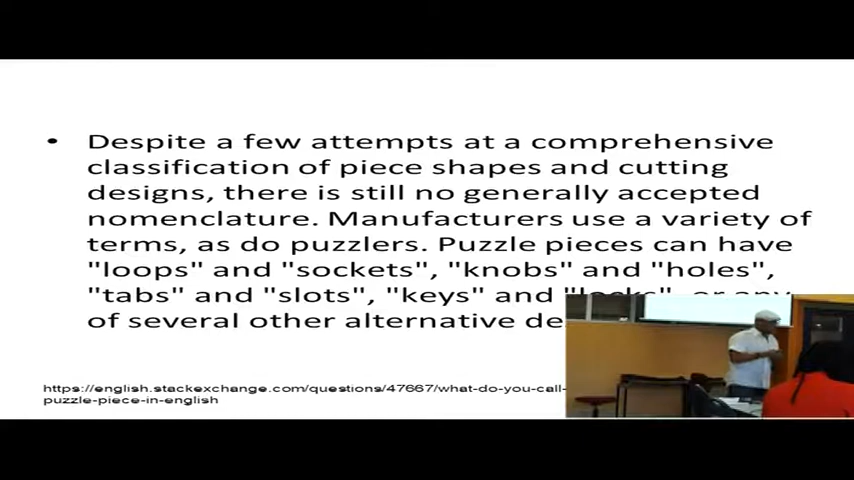 • Despite a few attempts at a comprehensive
classification of piece shapes and cutting
designs, there is still no generally accepted
nomenclature. Manufacturers use a variety of
terms, as do puzzlers. Puzzle pieces can have
"loops" and "sockets", "knobs" and "holes",
"tabs" and "slots", "keys" and "locks", or any
of several other alternative de
https://english.stackexchange.com/questions/47667/what-do-you-call-
puzzle-piece-in-english